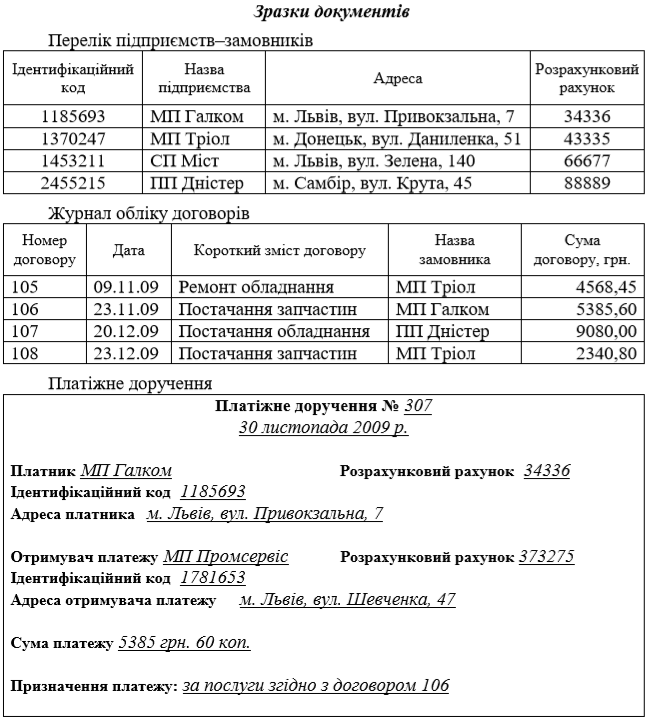 Зразки документів
Перелік підприємств–замовників
Ідентифікаційний код Назва підприємства Адреса Розрахунковий рахунок
1185693 МП Галком м. Львів, вул. Привокзальна, 7 34336
1370247 МП Тріол м. Донецьк, вул. Даниленка, 51 43335
1453211 СП Міст м. Львів, вул. Зелена, 140 66677
2455215 ПП Дністер м. Самбір, вул. Крута, 45 88889
Журнал обліку договорів
Номер договору Дата Короткий зміст договору Назва замовника Сума договору, грн.
105 09.11.09 Ремонт обладнання МП Тріол 4568,45
106 23.11.09 Постачання запчастин МП Галком 5385,60
107 20.12.09 Постачання обладнання ПП Дністер 9080,00
108 23.12.09 Постачання запчастин МП Тріол 2340,80
Платіжне доручення
Платіжне доручення № 307
30 листопада 2009 р.
Платник МП Галком Розрахунковий рахунок 34336
Ідентифікаційний код 1185693
Адреса платника м. Львів, вул. Привокзальна, 7
Отримувач платежу МП Промсервіс Розрахунковий рахунок 373275
Ідентифікаційний код 1781653
Адреса отримувача платежу м. Львів, вул. Шевченка, 47
Сума платежу 5385 грн. 60 коп.
Призначення платежу: за послуги згідно з договором 106